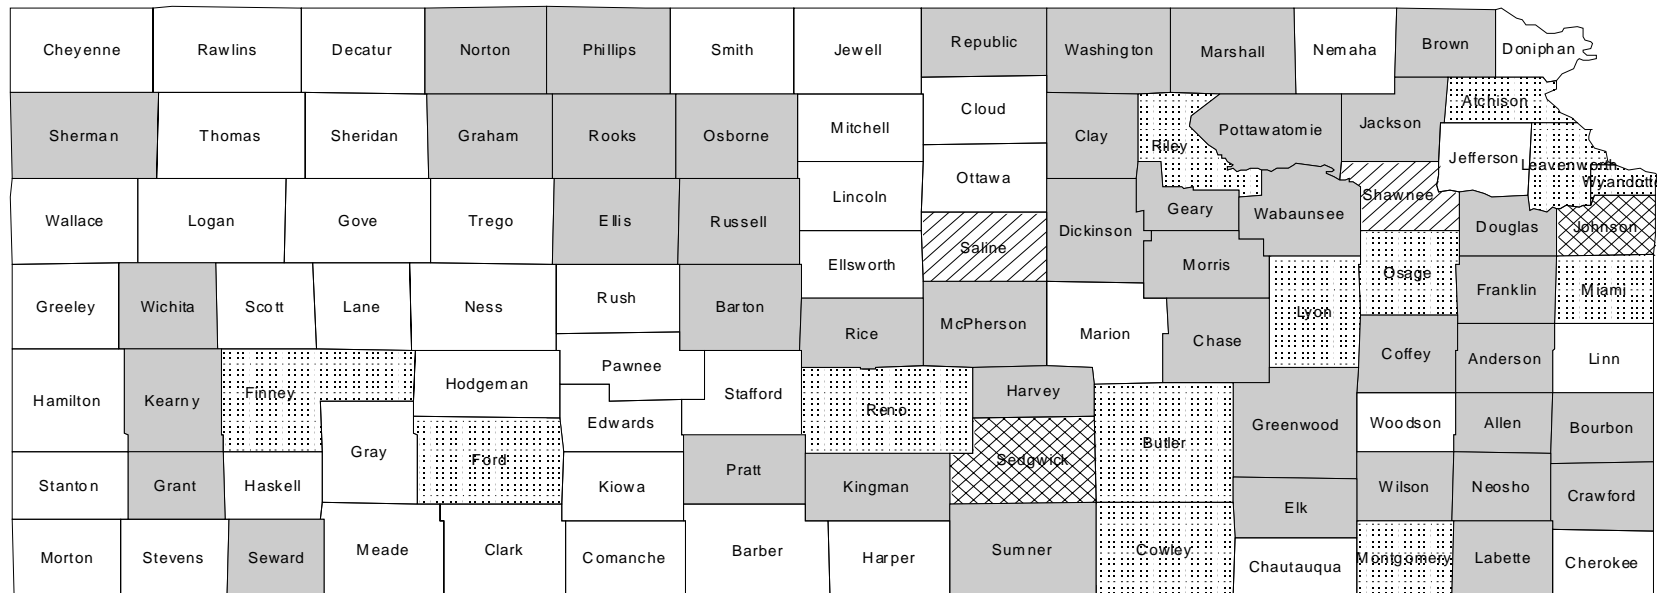 Cheyenne
Rawlins
Decatur
Norton
Phillips
Smith
Jewell
Republic
Washington
Marshall
Nemaha
Brown
Doniphan
Sherman
Thomas
Sheridan
Graham
Rooks
Osborne
Mitchell
Cloud
Clay
Riley
Pottawatomie
Jackson
Atchison
Jefferson
Leavenworth
Wyandotte
Wallace
Logan
Gove
Trego
Ellis
Russell
Lincoln
Ottawa
Saline
Dickinson
Geary
Wabaunsee
Shawnee
Douglas
Johnson
Greeley
Wichita
Scott
Lane
Ness
Rush
Barton
Ellsworth
Rice
McPherson
Marion
Morris
Chase
Lyon
Osage
Franklin
Miami
Hamilton
Kearny
Finney
Hodgeman
Pawnee
Edwards
Stafford
Reno
Harvey
Butler
Greenwood
Coffey
Anderson
Linn
Woodson
Allen
Bourbon
Stanton
Grant
Haskell
Gray
Ford
Kiowa
Pratt
Kingman
Sedgwick
Elk
Wilson
Neosho
Crawford
Morton
Stevens
Seward
Meade
Clark
Comanche
Barber
Harper
Sumner
Cowley
Chautauqua
Montgomery
Labette
Cherokee